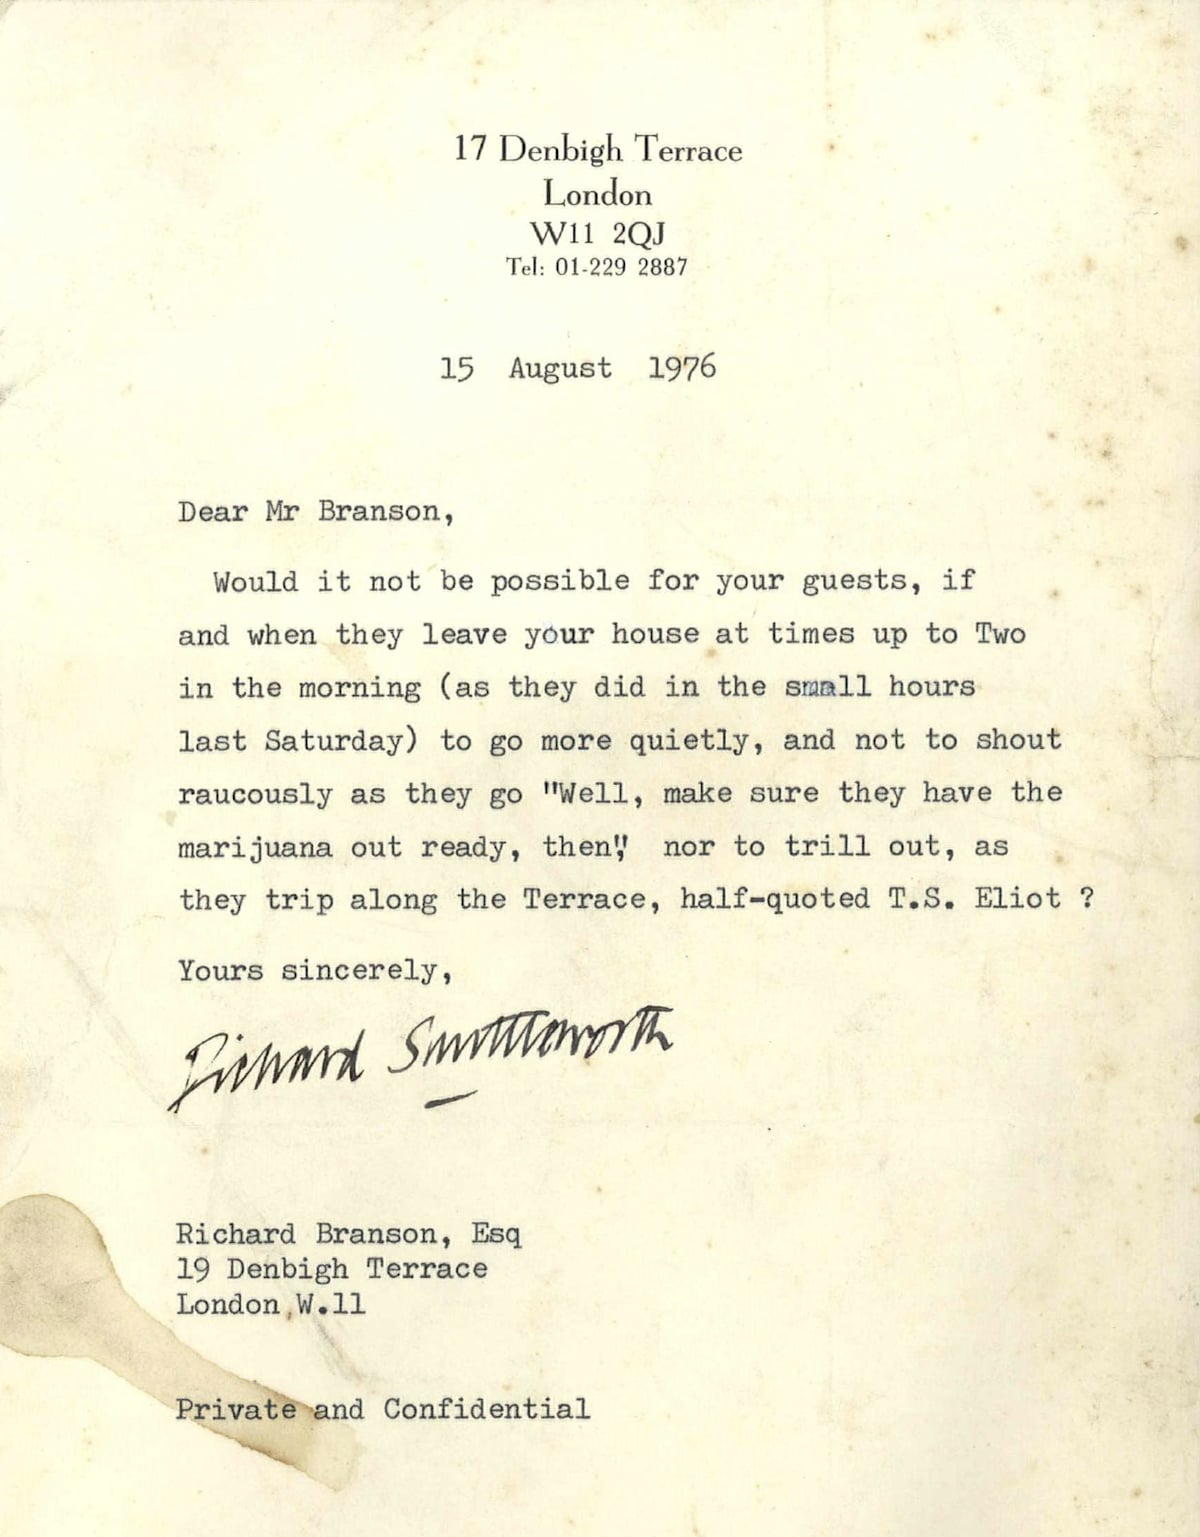 17 Denbigh Terrace
London
W11 2QJ
Tel: 01-229 2887
15 August 1976
Dear Mr Branson,
Would it not be possible for your guests, if
and when they leave your house at times up to Two
in the morning (as they did in the small hours
last Saturday) to go more quietly, and not to shout
raucously as they go "Well, make sure they have the
marijuana out ready, then", nor to trill out, as
they trip along the Terrace, half-quoted T.S. Eliot ?
Yours sincerely,
Richard
Richard Branson, Esq
19 Denbigh Terrace
London,W.11
Private and Confidential